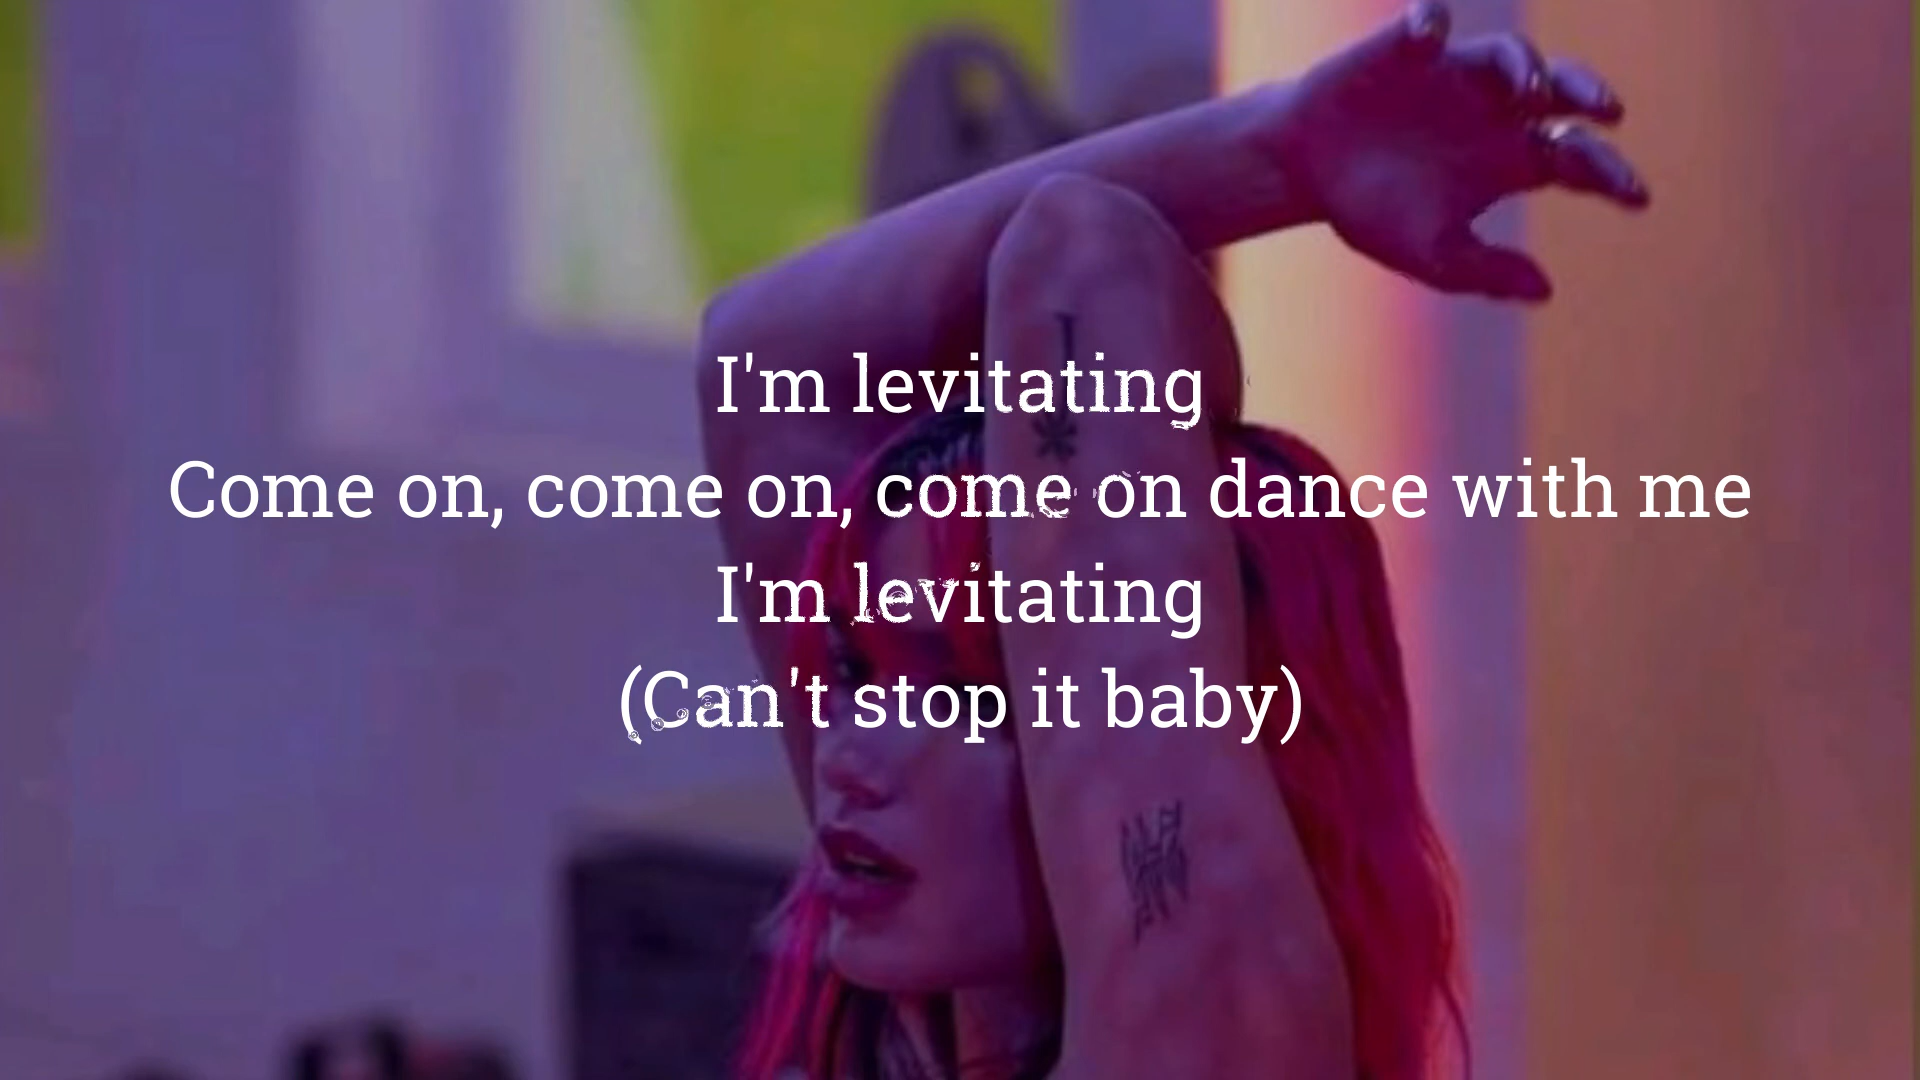 I'm levitating
Come on, come on, come on dance with me
I'm levitating
(Can't stop it baby)